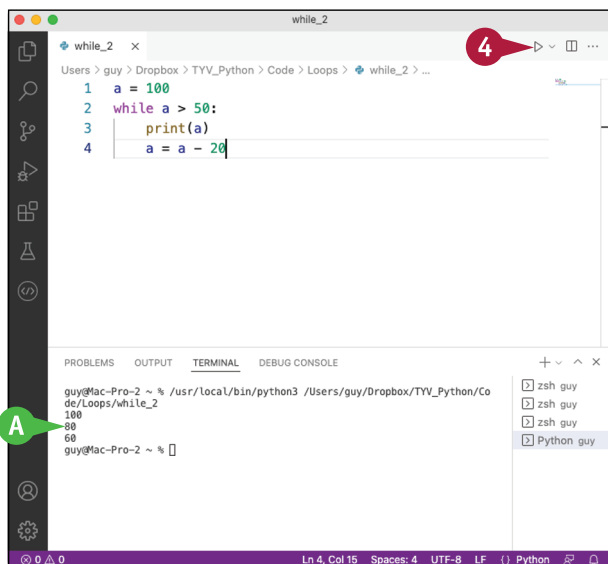 while_2
while_2
4
Users > guy > Dropbox > TYV_Python > Code > Loops > while_2 > ...
1 a = 100
2 while a > 50:
3 print(a)
4 a = a - 20
PROBLEMS OUTPUT TERMINAL DEBUG CONSOLE
guy@Mac-Pro-2 ~ % /usr/local/bin/python3 /Users/guy/Dropbox/TYV_Python/Co
de/Loops/while_2
100
A
80
60
guy@Mac-Pro-2 ~ %
zsh guy
zsh guy
zsh guy
Python guy
0 0 Ln 4, Col 15 Spaces: 4 UTF-8 LF {} Python